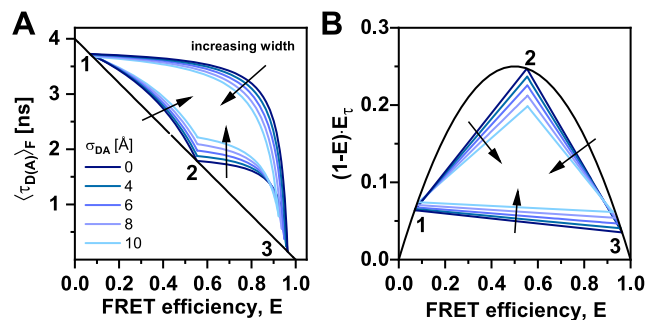 A
B
4
3
2
1
0.0 0.2 0.4 0.6 0.8 1.0
⟨τD(A)⟩F [ns]
FRET efficiency, E
increasing width
1
2
3
σDA [Å]
0
4
6
8
10
0.3
0.2
0.1
0.0
0.0 0.2 0.4 0.6 0.8 1.0
(1-E)·Eτ
FRET efficiency, E
1
2
3